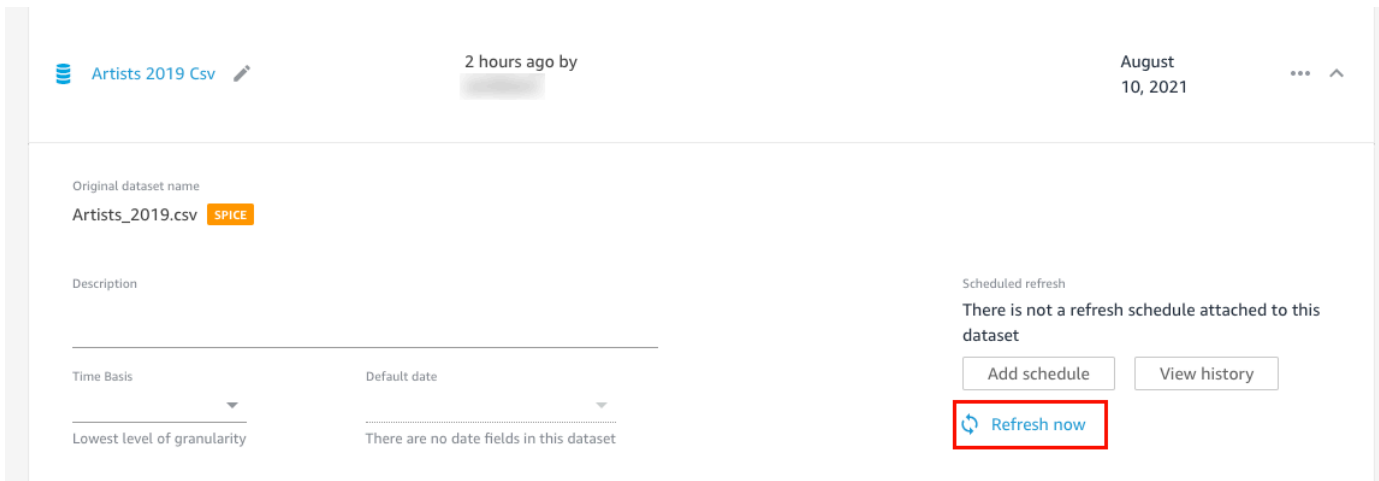 Artists 2019 Csv
2 hours ago by
August
10, 2021
Original dataset name
Artists_2019.csv SPICE
Description
Scheduled refresh
There is not a refresh schedule attached to this
dataset
Add schedule View history
Time Basis
Default date
Lowest level of granularity
There are no date fields in this dataset
Refresh now